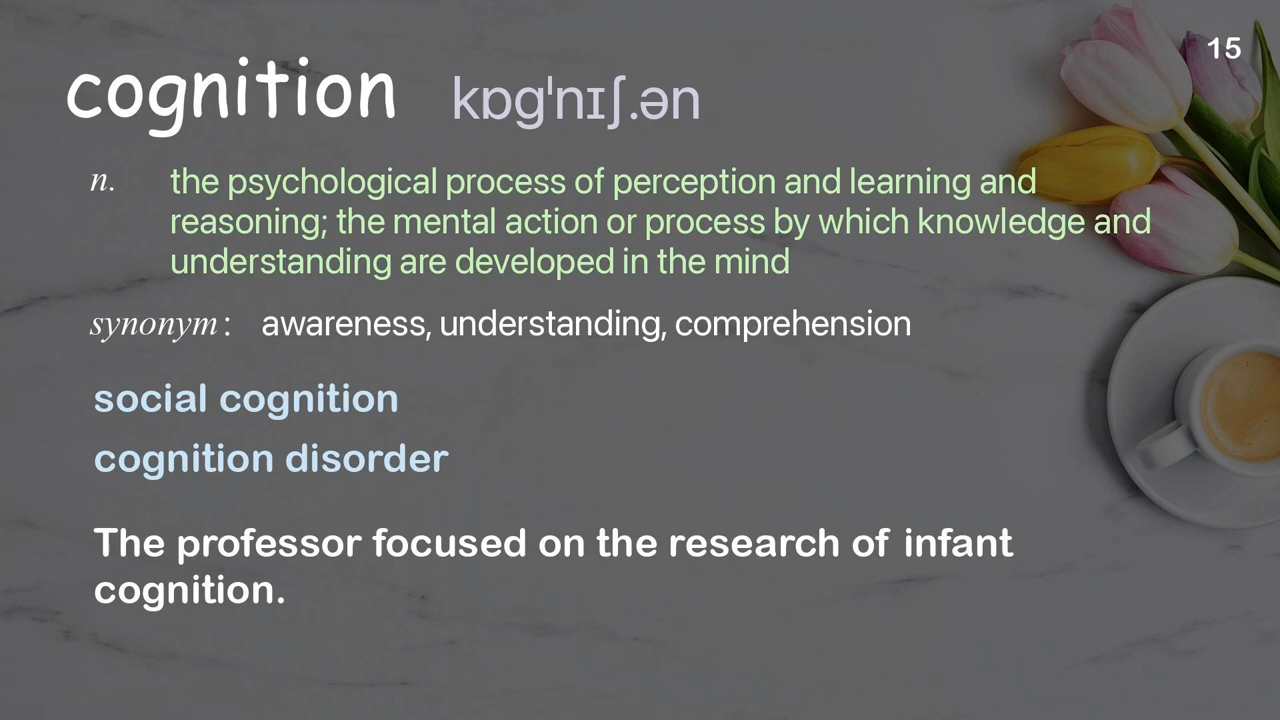 15
cognition kɒɡˈnɪʃ.ən
n. the psychological process of perception and learning and
reasoning; the mental action or process by which knowledge and
understanding are developed in the mind
synonym: awareness, understanding, comprehension
social cognition
cognition disorder
The professor focused on the research of infant
cognition.